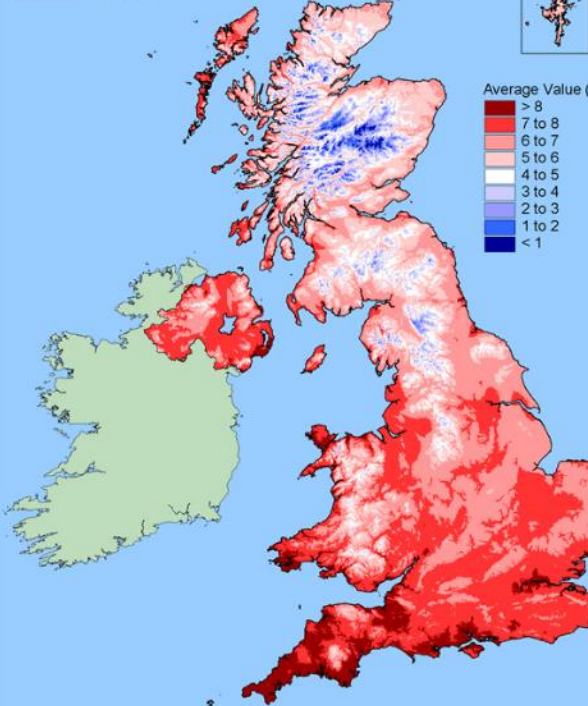 Average Value (
> 8
7 to 8
6 to 7
5 to 6
4 to 5
3 to 4
2 to 3
1 to 2
< 1